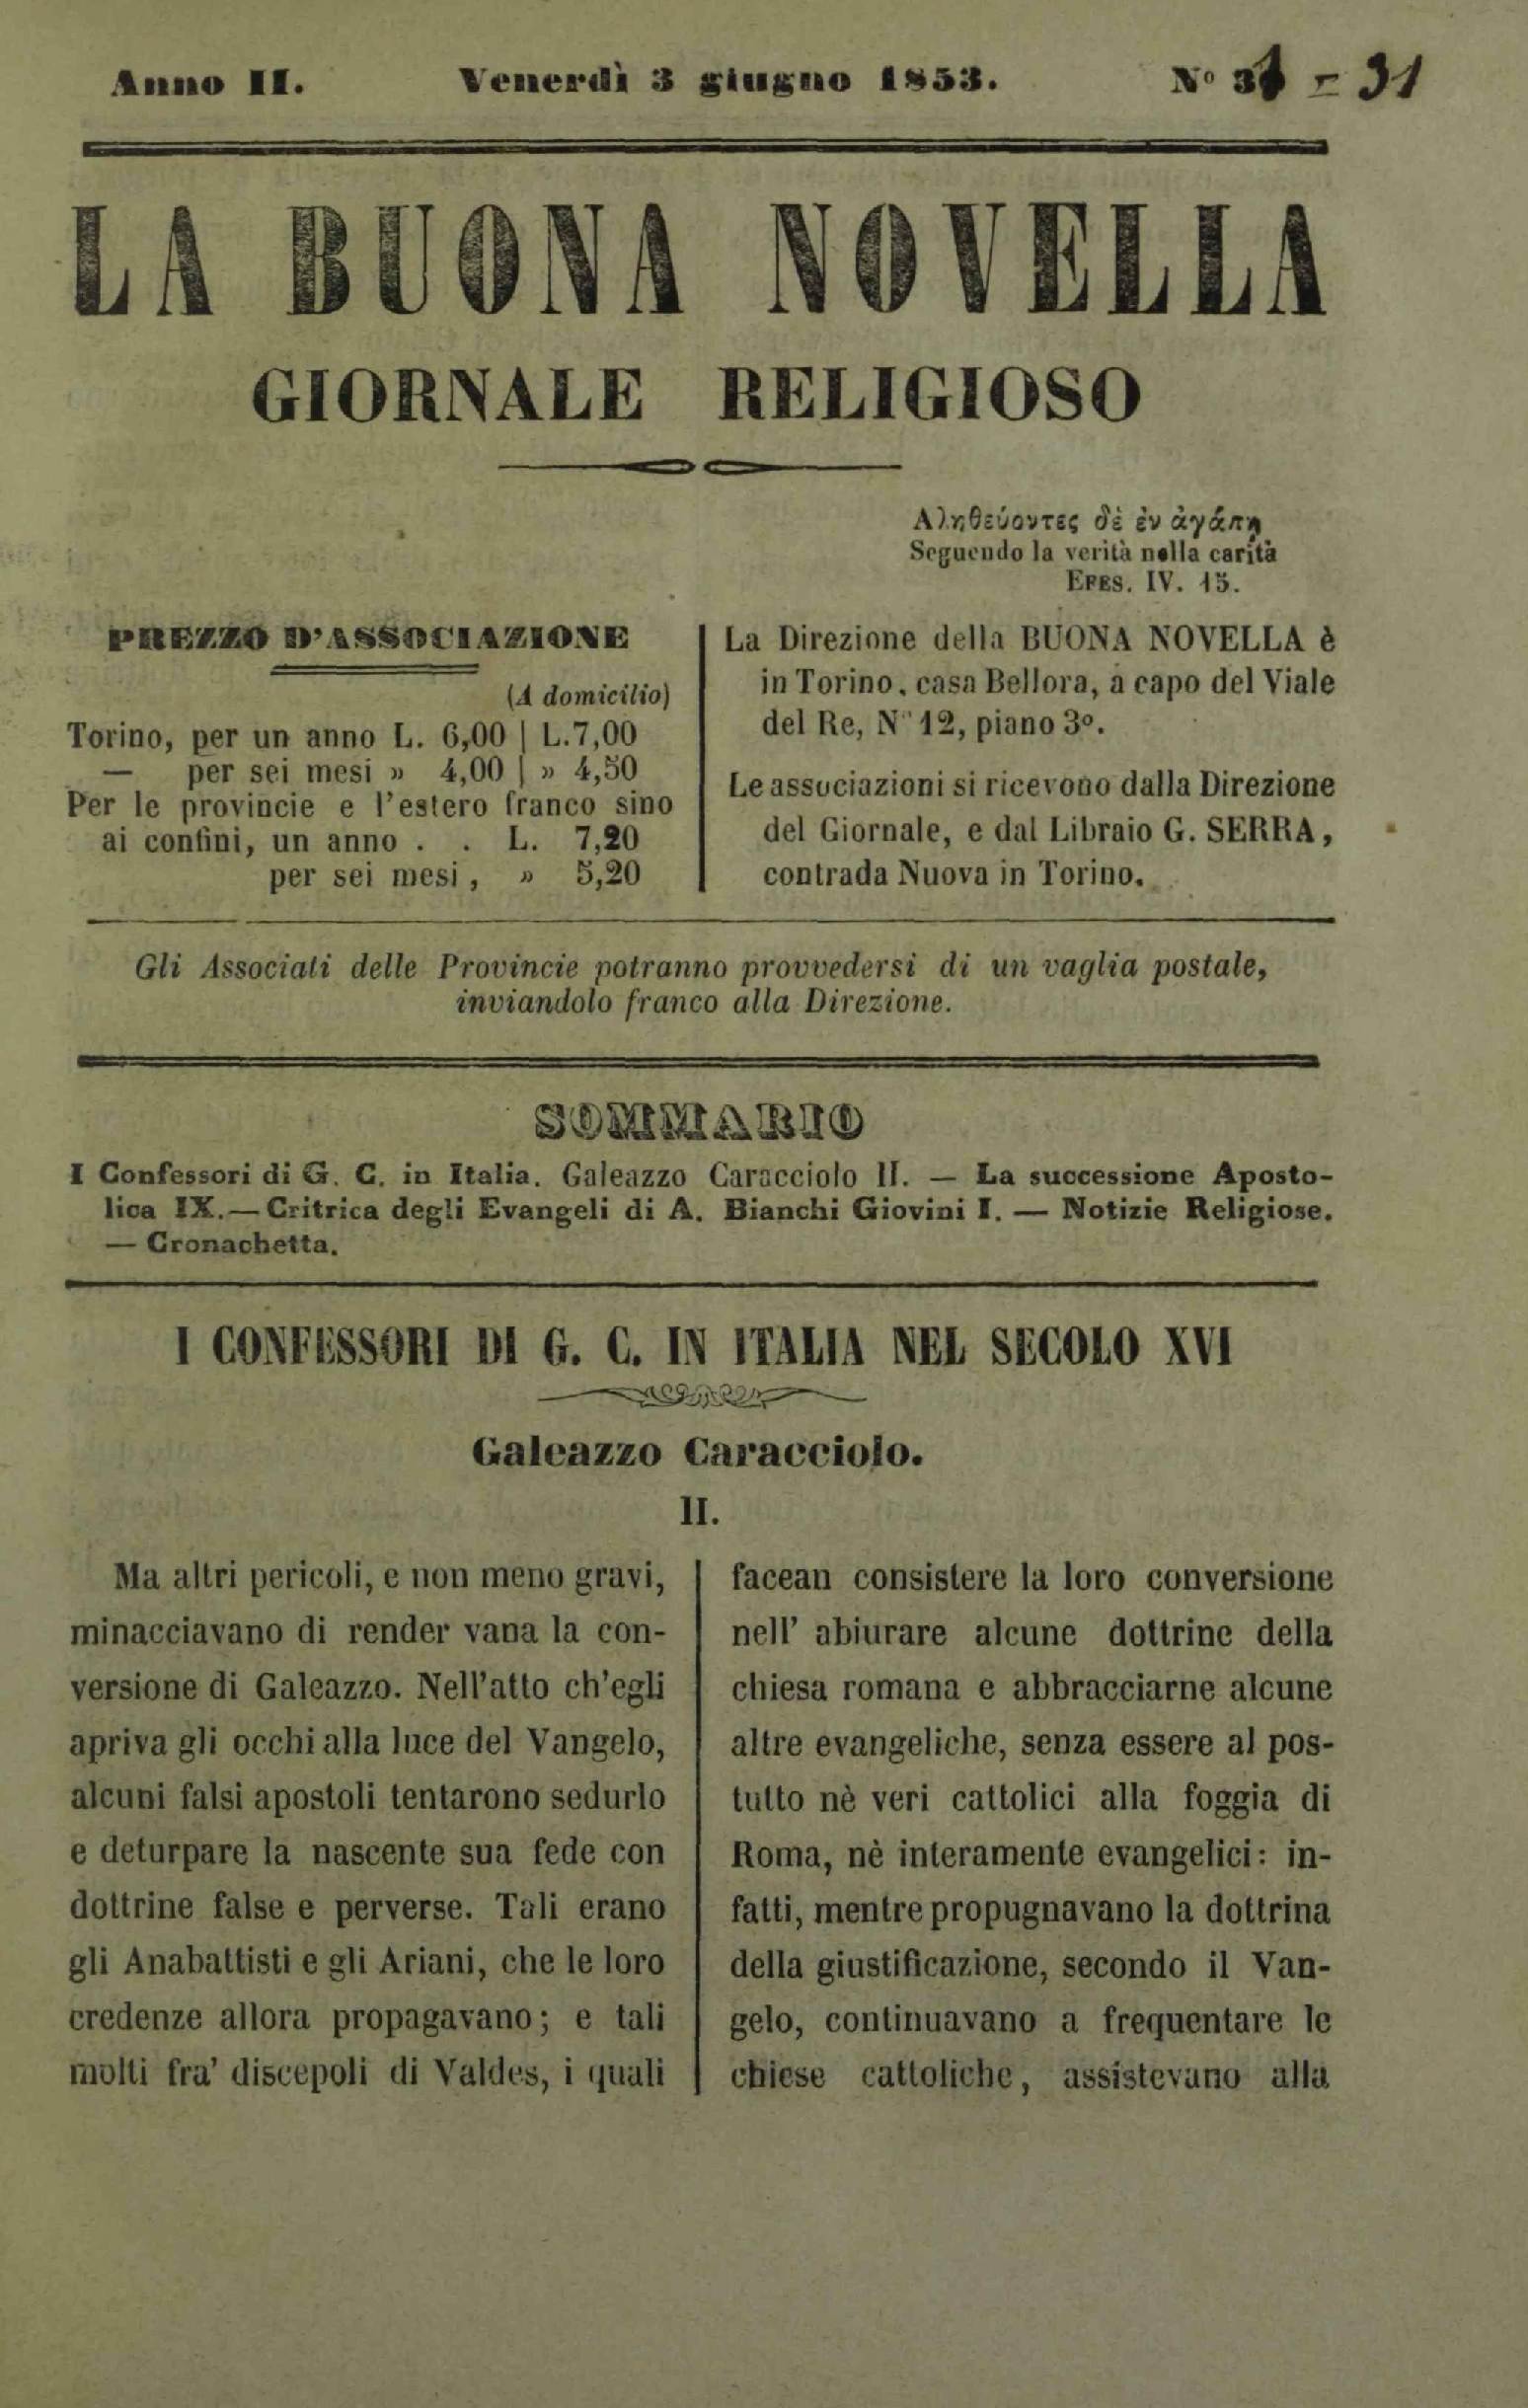 Anno II.
Venerdì 3 giugno 1853.
Nº 31 = 31
LA BUONA NOVELLA
GIORNALE RELIGIOSO
Αληθεύοντες δὲ ἐν ἀγάπῃ
Seguendo la verità nella carità
EFES. IV. 15.
PREZZO D'ASSOCIAZIONE
(A domicilio)
Torino, per un anno L. 6,00 | L.7,00
— per sei mesi » 4,00 | » 4,50
Per le provincie e l'estero franco sino
ai confini, un anno . . L. 7,20
per sei mesi, » 5,20
La Direzione della BUONA NOVELLA è
in Torino, casa Bellora, a capo del Viale
del Re, Nº 12, piano 3º.
Le associazioni si ricevono dalla Direzione
del Giornale, e dal Libraio G. SERRA,
contrada Nuova in Torino.
Gli Associati delle Provincie potranno provvedersi di un vaglia postale,
inviandolo franco alla Direzione.
SOMMARIO
I Confessori di G. C. in Italia. Galeazzo Caracciolo II. — La successione Aposto-
lica IX. — Critrica degli Evangeli di A. Bianchi Giovini I. — Notizie Religiose.
— Cronachetta.
I CONFESSORI DI G. C. IN ITALIA NEL SECOLO XVI
Galeazzo Caracciolo.
II.
Ma altri pericoli, e non meno gravi,
minacciavano di render vana la con-
versione di Galeazzo. Nell'atto ch'egli
apriva gli occhi alla luce del Vangelo,
alcuni falsi apostoli tentarono sedurlo
e deturpare la nascente sua fede con
dottrine false e perverse. Tali erano
gli Anabattisti e gli Ariani, che le loro
credenze allora propagavano; e tali
molti fra' discepoli di Valdes, i quali
facean consistere la loro conversione
nell' abiurare alcune dottrine della
chiesa romana e abbracciarne alcune
altre evangeliche, senza essere al pos-
tutto nè veri cattolici alla foggia di
Roma, nè interamente evangelici: in-
fatti, mentre propugnavano la dottrina
della giustificazione, secondo il Van-
gelo, continuavano a frequentare le
chiese cattoliche, assistevano alla